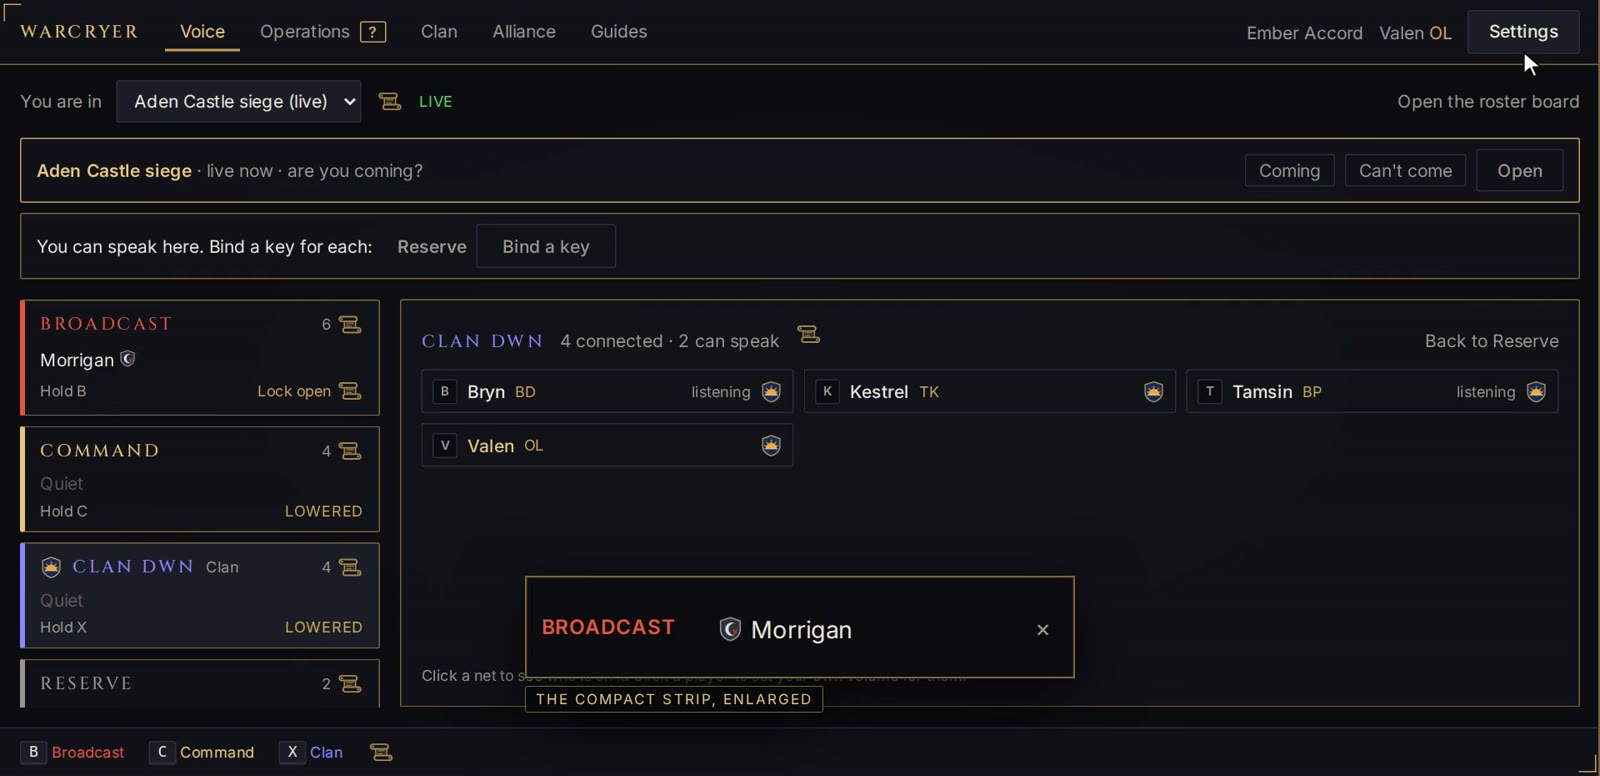 WARCRYER Voice Operations ? Clan Alliance Guides Ember Accord Valen OL Settings
You are in Aden Castle siege (live) LIVE Open the roster board
Aden Castle siege · live now · are you coming? Coming Can't come Open
You can speak here. Bind a key for each: Reserve Bind a key
BROADCAST 6
Morrigan
Hold B Lock open
COMMAND 4
Quiet
Hold C LOWERED
CLAN DWN Clan 4
Quiet
Hold X LOWERED
RESERVE 2
CLAN DWN 4 connected · 2 can speak Back to Reserve
B Bryn BD listening K Kestrel TK T Tamsin BP listening
V Valen OL
BROADCAST Morrigan ×
Click a net to
THE COMPACT STRIP, ENLARGED
B Broadcast C Command X Clan